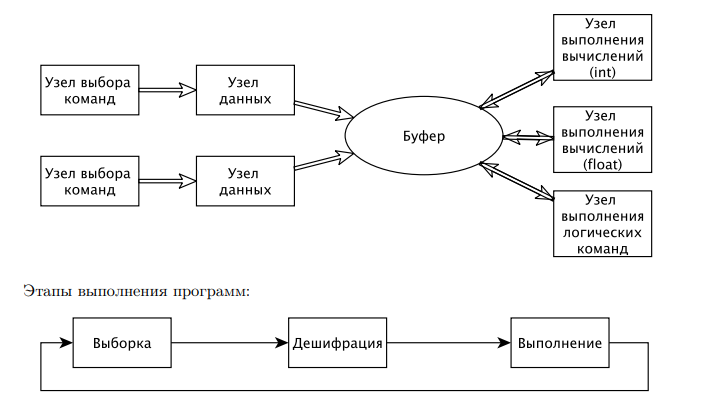 Узел выбора
команд
Узел
данных
Узел выбора
команд
Узел
данных
Буфер
Узел
выполнения
вычислений
(int)
Узел
выполнения
вычислений
(float)
Узел
выполнения
логических
команд
Этапы выполнения программ:
Выборка
Дешифрация
Выполнение